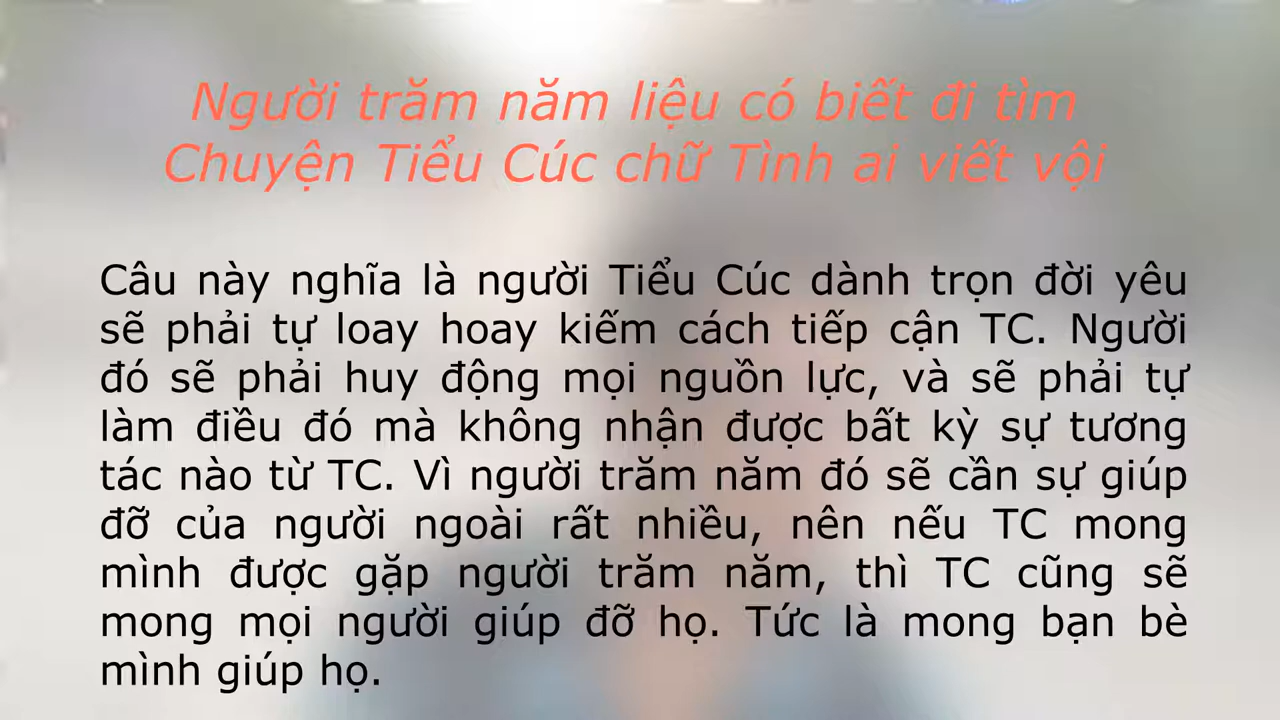 Người trăm năm liệu có biết đi tìm
Chuyện Tiểu Cúc chữ Tình ai viết vội
Câu này nghĩa là người Tiểu Cúc dành trọn đời yêu
sẽ phải tự loay hoay kiếm cách tiếp cận TC. Người
đó sẽ phải huy động mọi nguồn lực, và sẽ phải tự
làm điều đó mà không nhận được bất kỳ sự tương
tác nào từ TC. Vì người trăm năm đó sẽ cần sự giúp
đỡ của người ngoài rất nhiều, nên nếu TC mong
mình được gặp người trăm năm, thì TC cũng sẽ
mong mọi người giúp đỡ họ. Tức là mong bạn bè
mình giúp họ.